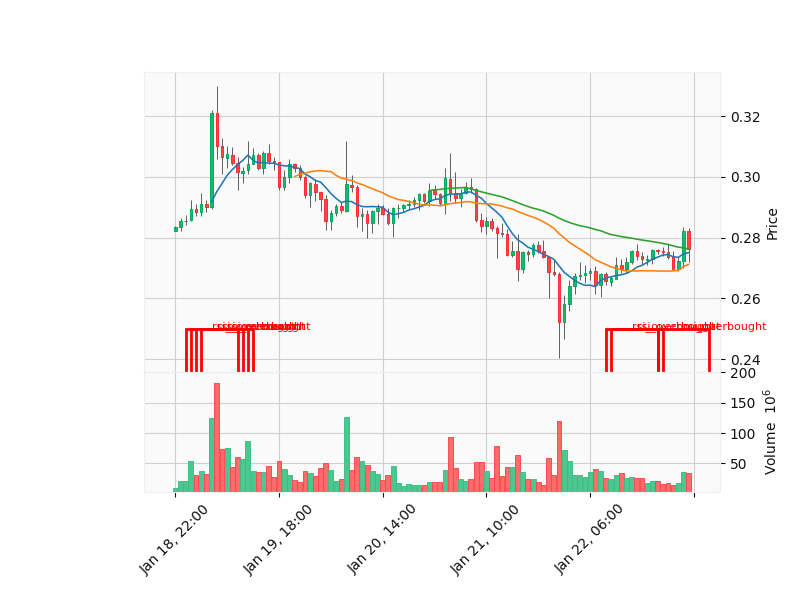 0.32
0.30
0.28
0.26
0.24
Price
200
150
100
50
Volume 10^6
Jan 18, 22:00
Jan 19, 18:00
Jan 20, 14:00
Jan 21, 10:00
Jan 22, 06:00